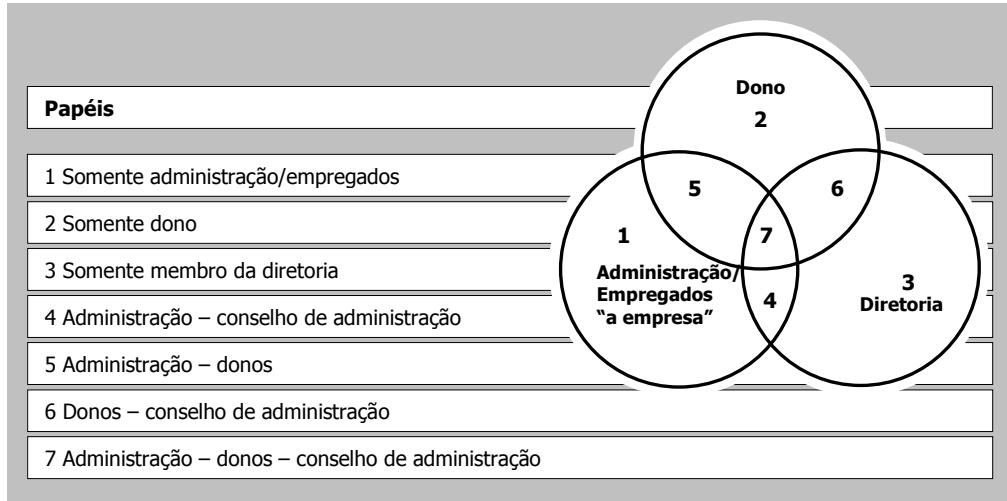 Papéis
1 Somente administração/empregados
2 Somente dono
3 Somente membro da diretoria
4 Administração – conselho de administração
5 Administração – donos
6 Donos – conselho de administração
7 Administração – donos – conselho de administração
Dono
2
5
6
1
7
Administração/
Empregados
“a empresa”
4
3
Diretoria